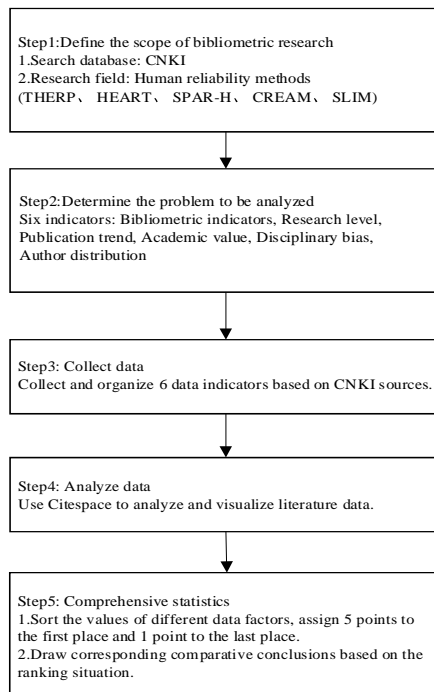 Step1:Define the scope of bibliometric research
1.Search database: CNKI
2.Research field: Human reliability methods
(THERP、 HEART、 SPAR-H、 CREAM、 SLIM)
Step2:Determine the problem to be analyzed
Six indicators: Bibliometric indicators, Research level,
Publication trend, Academic value, Disciplinary bias,
Author distribution
Step3: Collect data
Collect and organize 6 data indicators based on CNKI sources.
Step4: Analyze data
Use Citespace to analyze and visualize literature data.
Step5: Comprehensive statistics
1.Sort the values of different data factors, assign 5 points to
the first place and 1 point to the last place.
2.Draw corresponding comparative conclusions based on the
ranking situation.